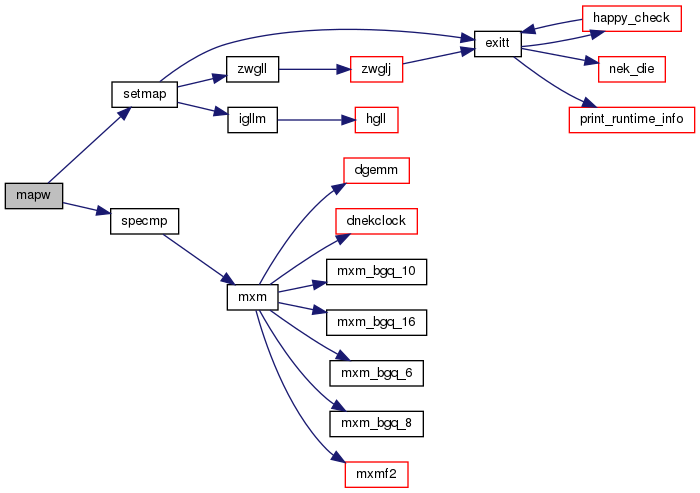 happy_check
exitt
zwgll
zwglj
nek_die
setmap
igllm
hgll
print_runtime_info
dgemm
mapw
specmp
dnekclock
mxm_bgq_10
mxm
mxm_bgq_16
mxm_bgq_6
mxm_bgq_8
mxmf2